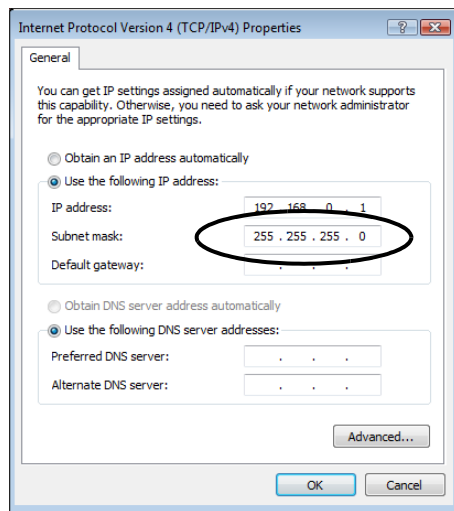 Internet Protocol Version 4 (TCP/IPv4) Properties
General
You can get IP settings assigned automatically if your network supports
this capability. Otherwise, you need to ask your network administrator
for the appropriate IP settings.
Obtain an IP address automatically
Use the following IP address:
IP address: 192 . 168 . 0 . 1
Subnet mask: 255 . 255 . 255 . 0
Default gateway: . . .
Obtain DNS server address automatically
Use the following DNS server addresses:
Preferred DNS server: . . .
Alternate DNS server: . . .
Advanced...
OK Cancel